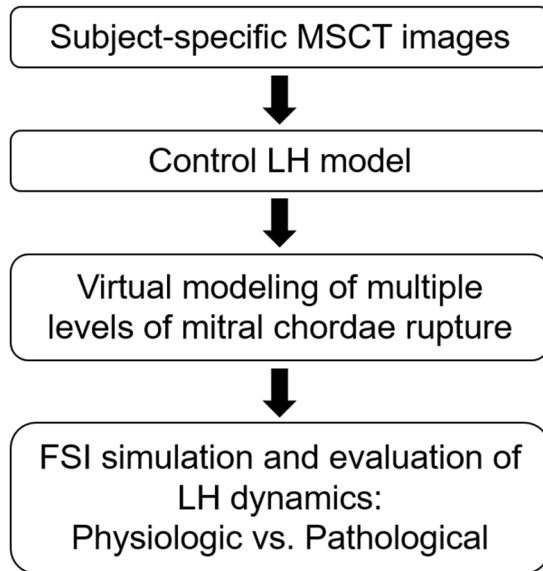 Subject-specific MSCT images
Control LH model
Virtual modeling of multiple
levels of mitral chordae rupture
FSI simulation and evaluation of
LH dynamics:
Physiologic vs. Pathological